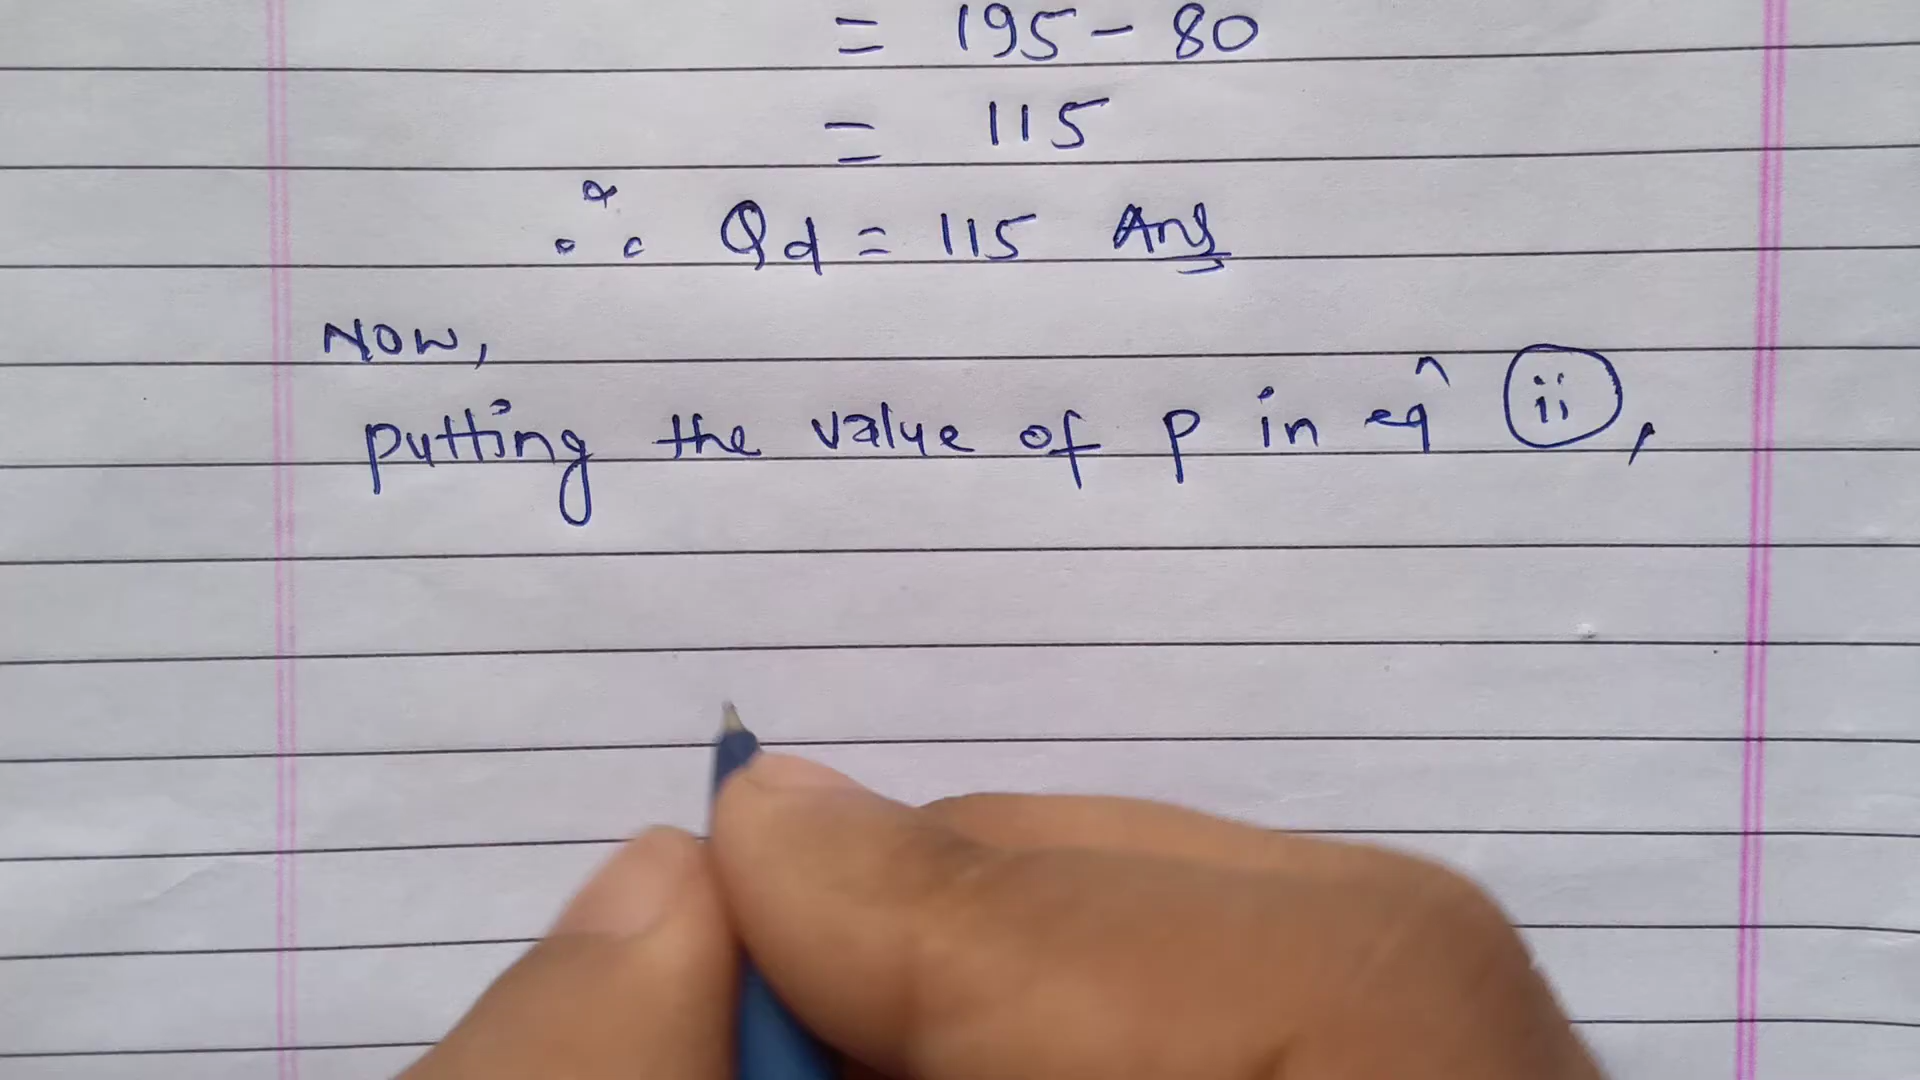 = 195 - 80
= 115
∴ Qd = 115 Ans
NOW,
putting the value of p in eqⁿ (ii),